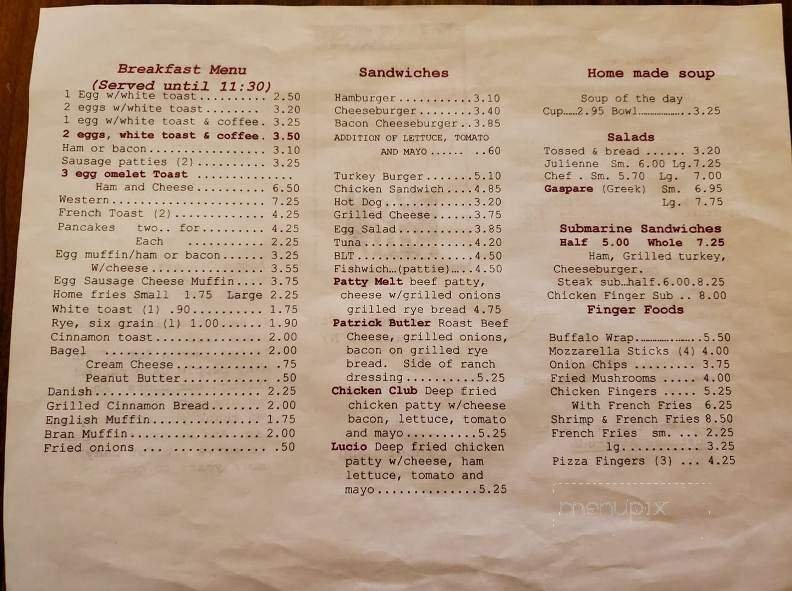 Breakfast Menu
(Served until 11:30)
1 Egg w/white toast.......... 2.50
2 eggs w/white toast........ 3.20
1 egg w/white toast & coffee. 3.25
2 eggs, white toast & coffee. 3.50
Ham or bacon.................. 3.10
Sausage patties (2)........... 3.25
3 egg omelet Toast ..............
Ham and Cheese.......... 6.50
Western....................... 7.25
French Toast (2).............. 4.25
Pancakes two.. for......... 4.25
Each ........... 2.25
Egg muffin/ham or bacon...... 3.25
W/cheese................. 3.55
Egg Sausage Cheese Muffin.... 3.75
Home fries Small 1.75 Large 2.25
White toast (1) .90.......... 1.75
Rye, six grain (1) 1.00...... 1.90
Cinnamon toast................ 2.00
Bagel ....................... 2.00
Cream Cheese.............. .75
Peanut Butter............. .50
Danish........................ 2.25
Grilled Cinnamon Bread....... 2.00
English Muffin................ 1.75
Bran Muffin................... 2.00
Fried onions ... ............. .50
Sandwiches
Hamburger...........3.10
Cheeseburger........3.40
Bacon Cheeseburger..3.85
ADDITION OF LETTUCE, TOMATO
AND MAYO ...... ..60
Turkey Burger.......5.10
Chicken Sandwich....4.85
Hot Dog.............3.20
Grilled Cheese......3.75
Egg Salad...........3.85
Tuna................4.20
BLT.................4.50
Fishwich…(pattie)…..4.50
Patty Melt beef patty,
cheese w/grilled onions
grilled rye bread 4.75
Patrick Butler Roast Beef
Cheese, grilled onions,
bacon on grilled rye
bread. Side of ranch
dressing..........5.25
Chicken Club Deep fried
chicken patty w/cheese
bacon, lettuce, tomato
and mayo..........5.25
Lucio Deep fried chicken
patty w/cheese, ham
lettuce, tomato and
mayo..............5.25
Home made soup
Soup of the day
Cup……2.95 Bowl………………..3.25
Salads
Tossed & bread ...... 3.20
Julienne Sm. 6.00 Lg.7.25
Chef . Sm. 5.70 Lg. 7.00
Gaspare (Greek) Sm. 6.95
Lg. 7.75
Submarine Sandwiches
Half 5.00 Whole 7.25
Ham, Grilled turkey,
Cheeseburger.
Steak sub…half.6.00.8.25
Chicken Finger Sub .. 8.00
Finger Foods
Buffalo Wrap……………………5.50
Mozzarella Sticks (4) 4.00
Onion Chips ......... 3.75
Fried Mushrooms ..... 4.00
Chicken Fingers ..... 5.25
With French Fries 6.25
Shrimp & French Fries 8.50
French Fries sm. ... 2.25
lg........... 3.25
Pizza Fingers (3) ... 4.25
menupix